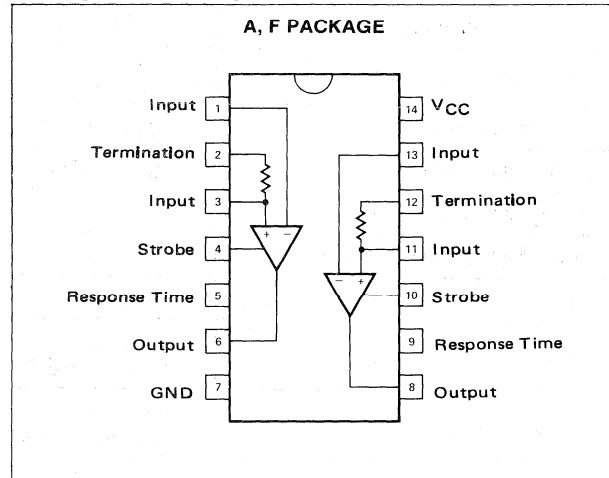 A, F PACKAGE
Input 1
Termination 2
Input 3
Strobe 4
Response Time 5
Output 6
GND 7
14 VCC
13 Input
12 Termination
11 Input
10 Strobe
9 Response Time
8 Output
+ −
− +